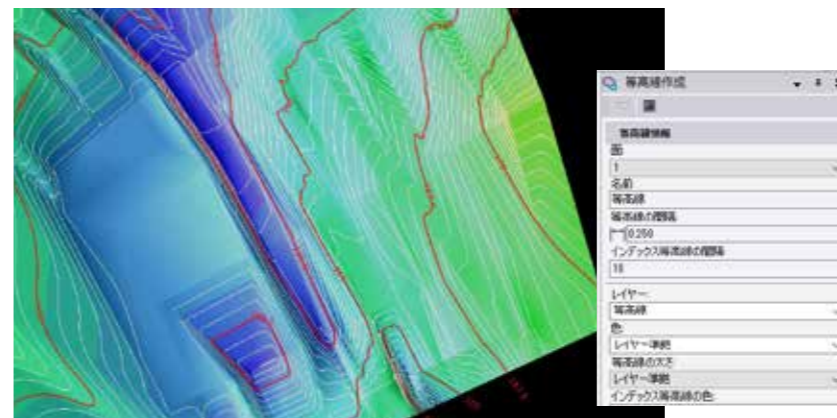 等高線作成
等高線情報
面:
1
名前
等高線
等高線の間隔
0.250
インデックス等高線の間隔
10
レイヤー:
等高線
色:
レイヤー準拠
等高線の太さ
レイヤー準拠
インデックス等高線の色: